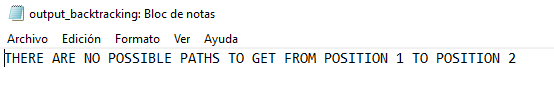 output_backtracking: Bloc de notas
Archivo Edición Formato Ver Ayuda
THERE ARE NO POSSIBLE PATHS TO GET FROM POSITION 1 TO POSITION 2